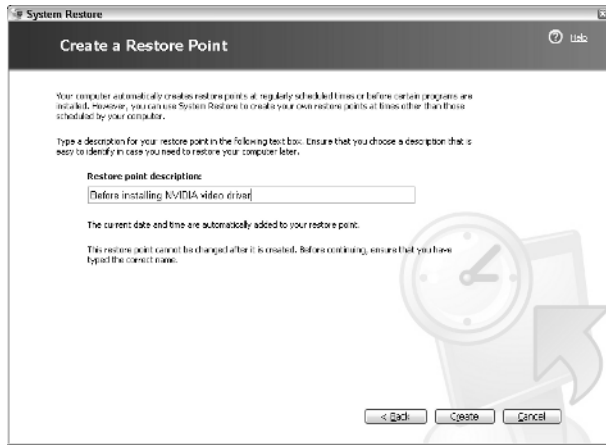 System Restore
Create a Restore Point
Help
Your computer automatically creates restore points at regularly scheduled times or before certain programs are
installed. However, you can use System Restore to create your own restore points at times other than those
scheduled by your computer.
Type a description for your restore point in the following text box. Ensure that you choose a description that is
easy to identify in case you need to restore your computer later.
Restore point description:
Before installing NVIDIA video driver
The current date and time are automatically added to your restore point.
This restore point cannot be changed after it is created. Before continuing, ensure that you have
typed the correct name.
< Back Create Cancel